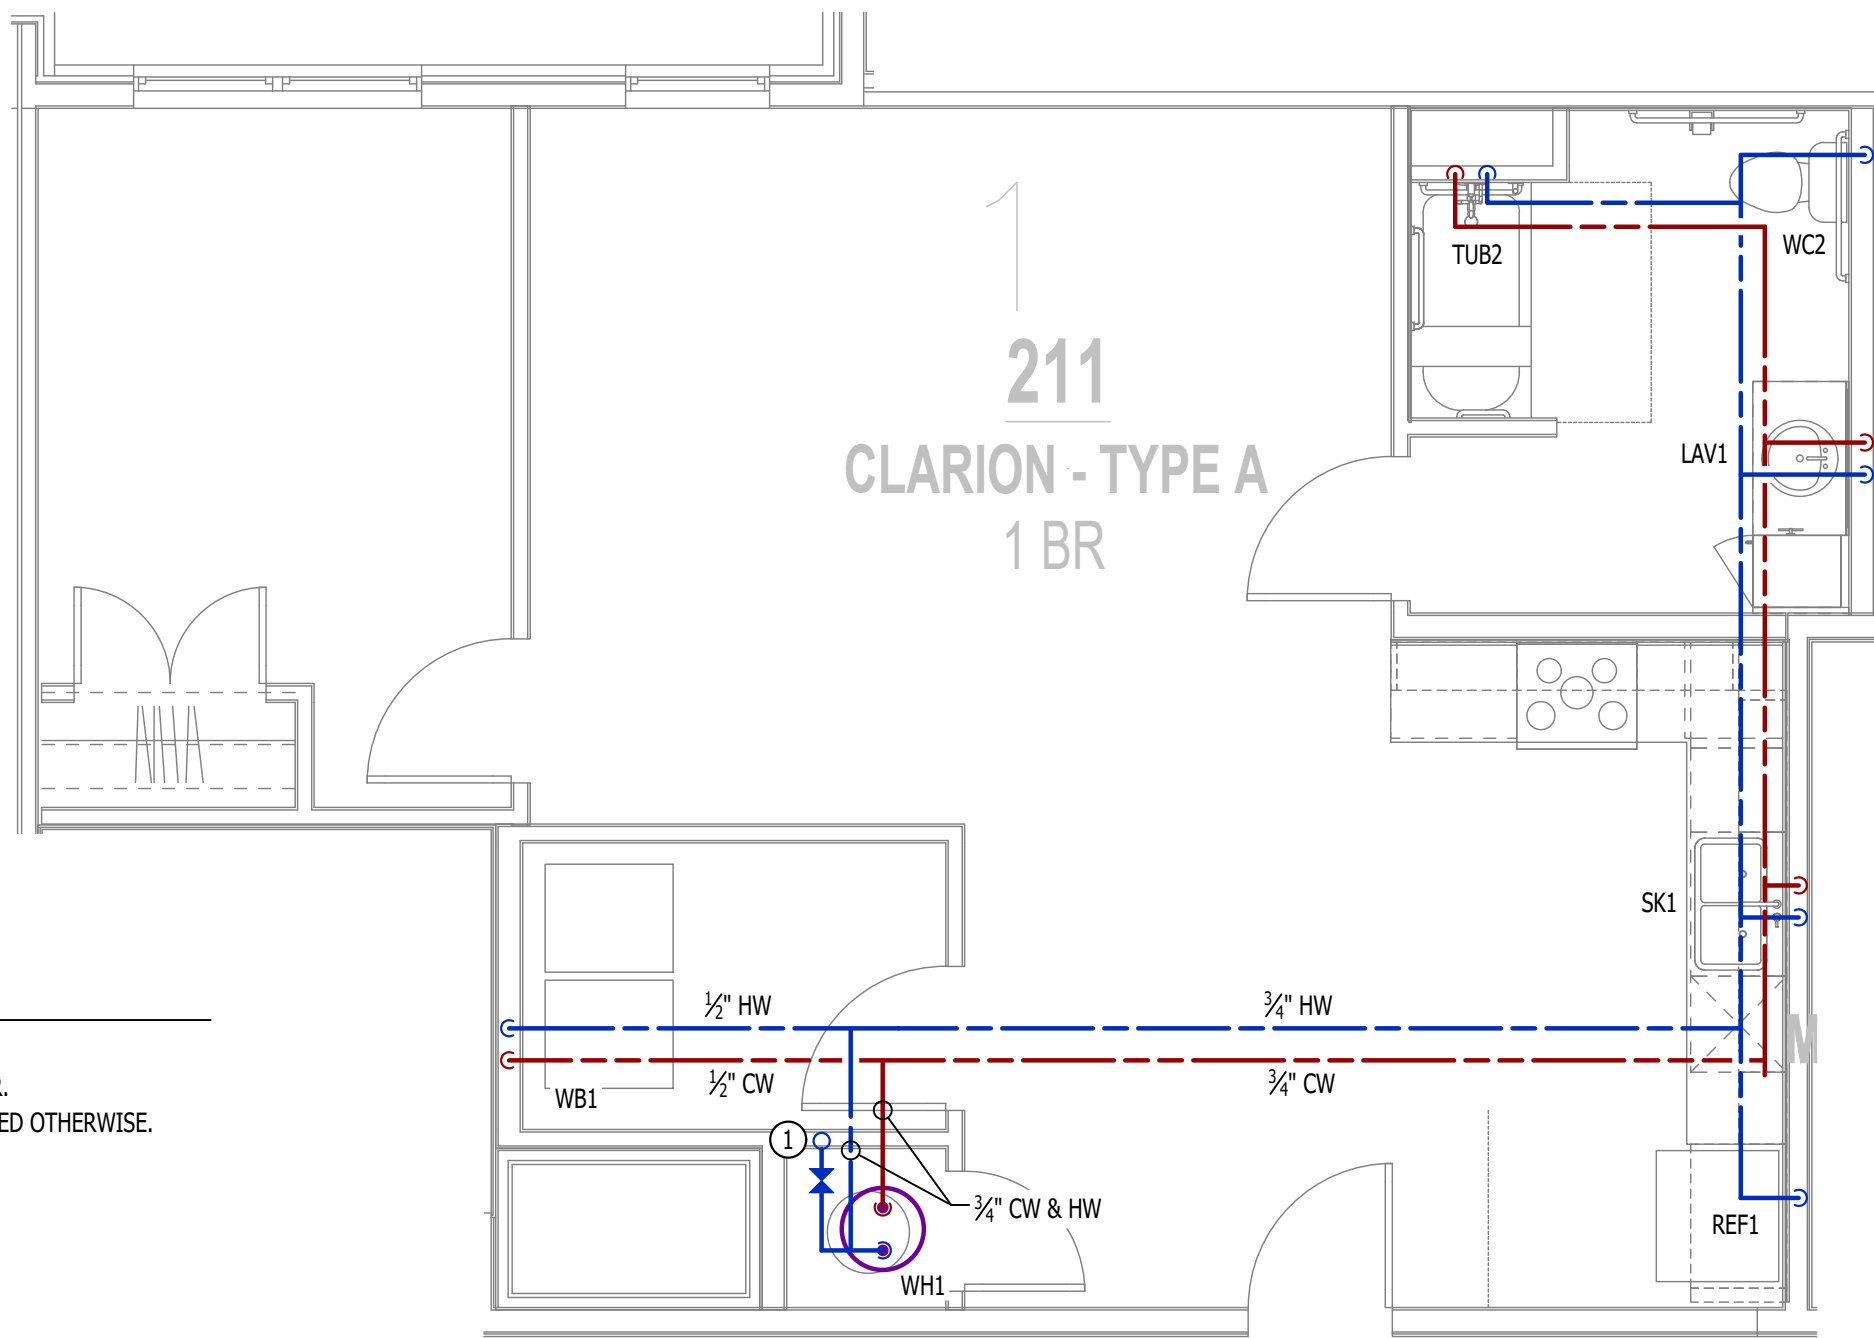 1
211
CLARION - TYPE A
1 BR
TUB2
WC2
LAV1
SK1
½" HW
¾" HW
½" CW
¾" CW
M
WB1
R.
ED OTHERWISE.
1
¾" CW & HW
WH1
REF1